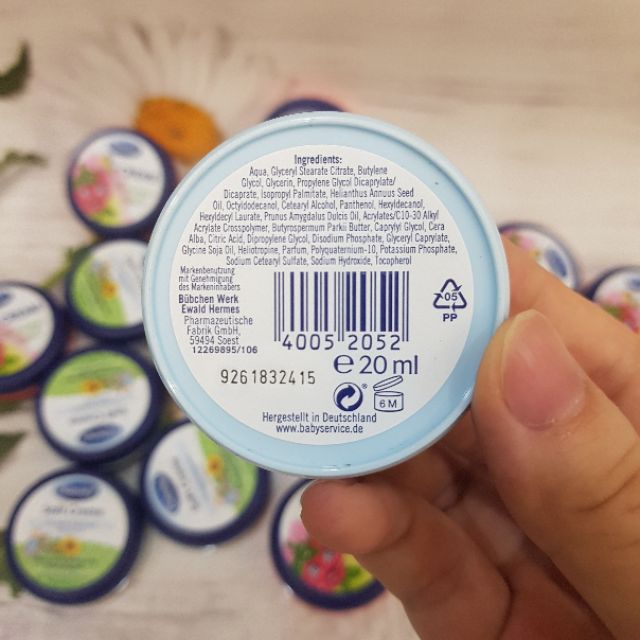 Ingredients:
Aqua, Glyceryl Stearate Citrate, Butylene
Glycol, Glycerin, Propylene Glycol Dicaprylate/
Dicaprate, Isopropyl Palmitate, Helianthus Annuus Seed
Oil, Octyldodecanol, Cetearyl Alcohol, Panthenol, Hexyldecanol,
Hexyldecyl Laurate, Prunus Amygdalus Dulcis Oil, Acrylates/C10-30 Alkyl
Acrylate Crosspolymer, Butyrospermum Parkii Butter, Caprylyl Glycol, Cera
Alba, Citric Acid, Dipropylene Glycol, Disodium Phosphate, Glyceryl Caprylate,
Glycine Soja Oil, Heliotropine, Parfum, Polyquaternium-10, Potassium Phosphate,
Sodium Cetearyl Sulfate, Sodium Hydroxide, Tocopherol
Markenbenutzung
mit Genehmigung
des Markeninhabers
Bübchen Werk
Ewald Hermes
Pharmazeutische
Fabrik GmbH,
59494 Soest
12269895/106
4005 2052
05
PP
e 20 ml
9261832415
6 M
Hergestellt in Deutschland
www.babyservice.de